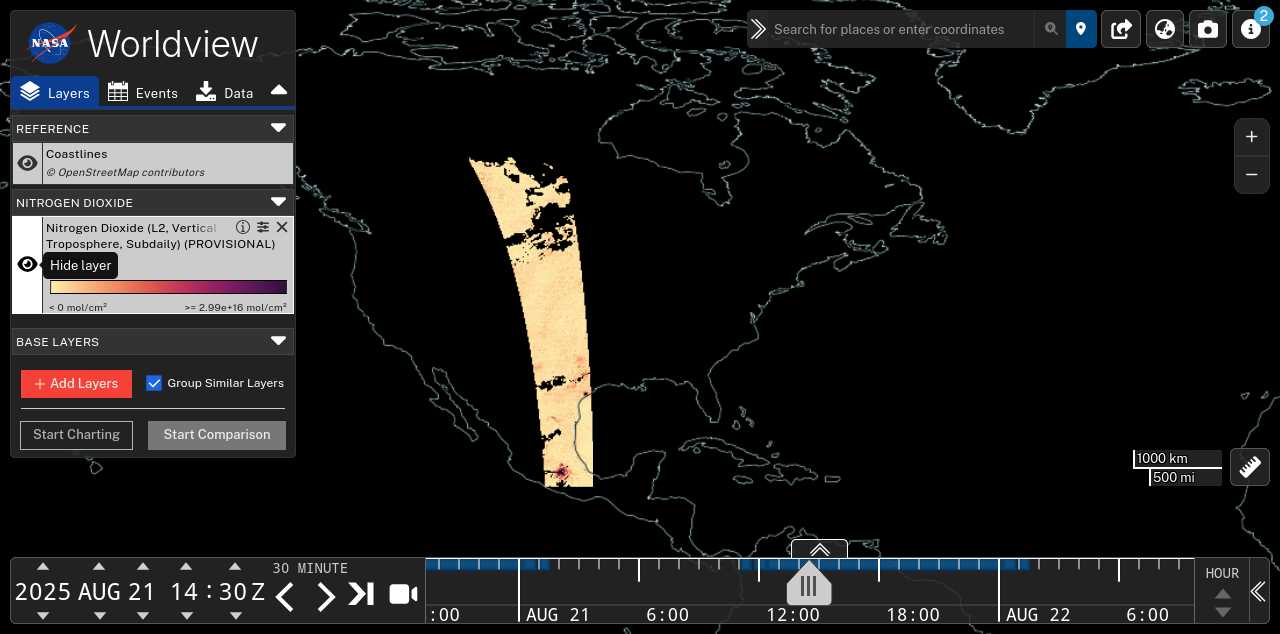 NASA
Worldview
Layers
Events
Data
REFERENCE
Coastlines
© OpenStreetMap contributors
NITROGEN DIOXIDE
Nitrogen Dioxide (L2, Vertical
Troposphere, Subdaily) (PROVISIONAL)
Hide layer
< 0 mol/cm²
>= 2.99e+16 mol/cm²
BASE LAYERS
+ Add Layers
Group Similar Layers
Start Charting
Start Comparison
Search for places or enter coordinates
2
+
−
1000 km
500 mi
2025 AUG 21 14 : 30 Z
30 MINUTE
:00
AUG 21
6:00
12:00
18:00
AUG 22
6:00
HOUR